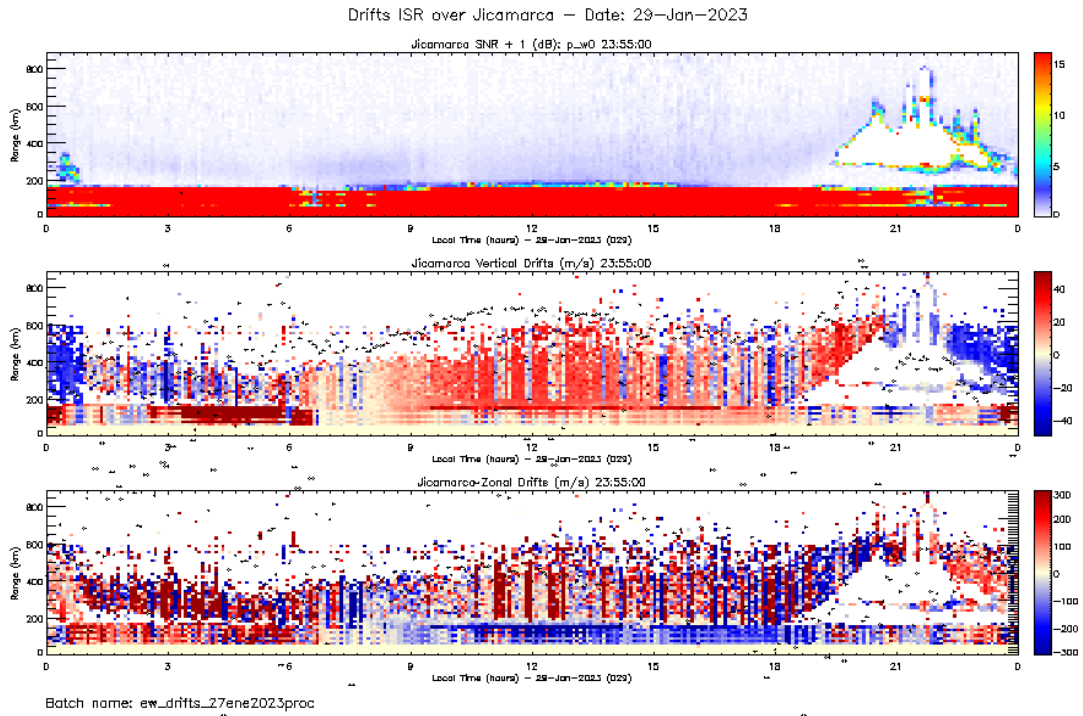 Drifts ISR over Jicamarca - Date: 29-Jan-2023
Jicamarca SNR + 1 (dB): p_w0 23:55:00
800
600
400
200
0
Range (km)
0 3 6 9 12 15 18 21 0
Local Time (hours) - 29-Jan-2023 (029)
15
10
5
0
Jicamarca Vertical Drifts (m/s) 23:55:00
800
600
400
200
0
Range (km)
0 3 6 9 12 15 18 21 0
Local Time (hours) - 29-Jan-2023 (029)
40
20
0
-20
-40
Jicamarca-Zonal Drifts (m/s) 23:55:00
800
600
400
200
0
Range (km)
0 3 6 9 12 15 18 21 0
Local Time (hours) - 29-Jan-2023 (029)
300
200
100
0
-100
-200
-300
Batch name: ew_drifts_27ene2023proc